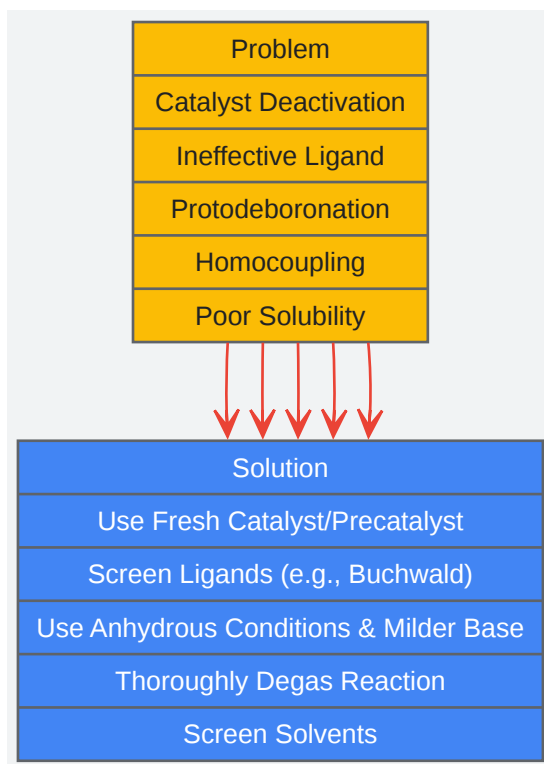 Problem
Catalyst Deactivation
Ineffective Ligand
Protodeboronation
Homocoupling
Poor Solubility
Solution
Use Fresh Catalyst/Precatalyst
Screen Ligands (e.g., Buchwald)
Use Anhydrous Conditions & Milder Base
Thoroughly Degas Reaction
Screen Solvents